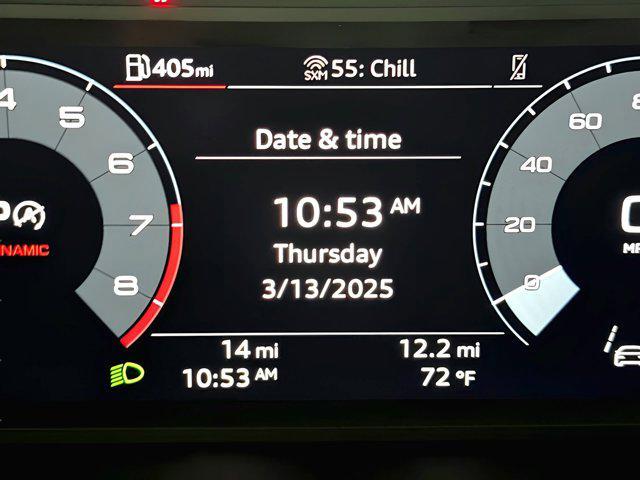 405mi
SXM 55: Chill
Date & time
10:53 AM
Thursday
3/13/2025
14 mi
12.2 mi
10:53 AM
72 °F
4
5
6
7
8
P
NAMIC
60
40
20
0